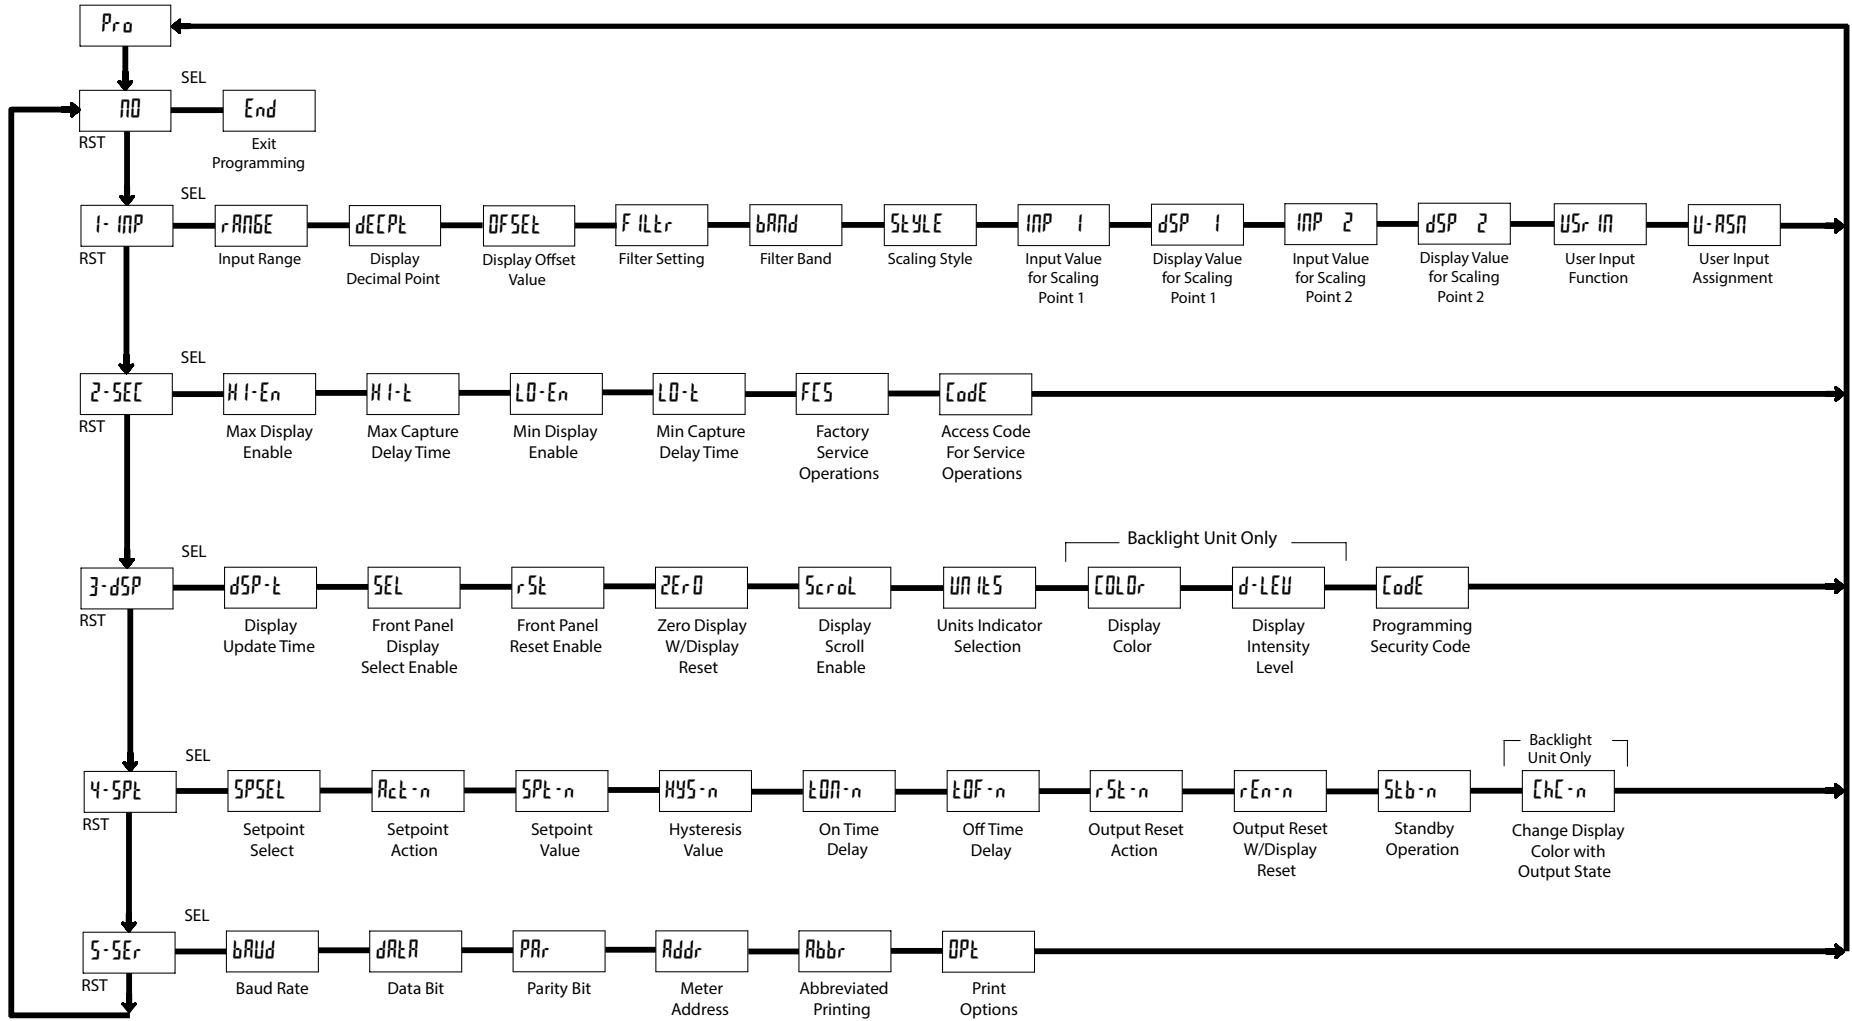 Pro
SEL
NO
End
RST
Exit
Programming
SEL
1-INP
rANGE
dECPt
OFSEt
FILtr
bANd
StYLE
INP 1
dSP 1
INP 2
dSP 2
USrIN
U-ASN
RST
Input Range
Display
Decimal Point
Display Offset
Value
Filter Setting
Filter Band
Scaling Style
Input Value
for Scaling
Point 1
Display Value
for Scaling
Point 1
Input Value
for Scaling
Point 2
Display Value
for Scaling
Point 2
User Input
Function
User Input
Assignment
SEL
2-SEC
HI-En
HI-t
LO-En
LO-t
FCS
CodE
RST
Max Display
Enable
Max Capture
Delay Time
Min Display
Enable
Min Capture
Delay Time
Factory
Service
Operations
Access Code
For Service
Operations
Backlight Unit Only
SEL
3-dSP
dSP-t
SEL
rSt
ZErO
ScroL
UNItS
COLOr
d-LEV
CodE
RST
Display
Update Time
Front Panel
Display
Select Enable
Front Panel
Reset Enable
Zero Display
W/Display
Reset
Display
Scroll
Enable
Units Indicator
Selection
Display
Color
Display
Intensity
Level
Programming
Security Code
Backlight
Unit Only
SEL
4-SPt
SPSEL
Act-n
SPt-n
HYS-n
tON-n
tOF-n
rSt-n
rEn-n
Stb-n
ChC-n
RST
Setpoint
Select
Setpoint
Action
Setpoint
Value
Hysteresis
Value
On Time
Delay
Off Time
Delay
Output Reset
Action
Output Reset
W/Display
Reset
Standby
Operation
Change Display
Color with
Output State
SEL
5-SEr
bAUd
dAtA
PAr
Addr
Abbr
OPt
RST
Baud Rate
Data Bit
Parity Bit
Meter
Address
Abbreviated
Printing
Print
Options